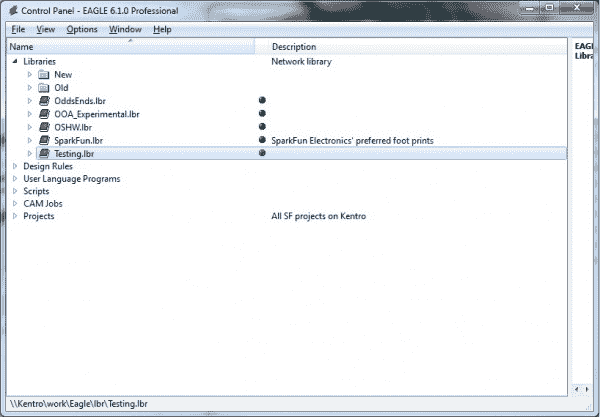 Control Panel - EAGLE 6.1.0 Professional
File View Options Window Help
Name Description EAGL
Libraries Network library Libra
New
Old
OddsEnds.lbr
OOA_Experimental.lbr
OSHW.lbr
SparkFun.lbr SparkFun Electronics' preferred foot prints
Testing.lbr
Design Rules
User Language Programs
Scripts
CAM Jobs
Projects All SF projects on Kentro
\\Kentro\work\Eagle\lbr\Testing.lbr